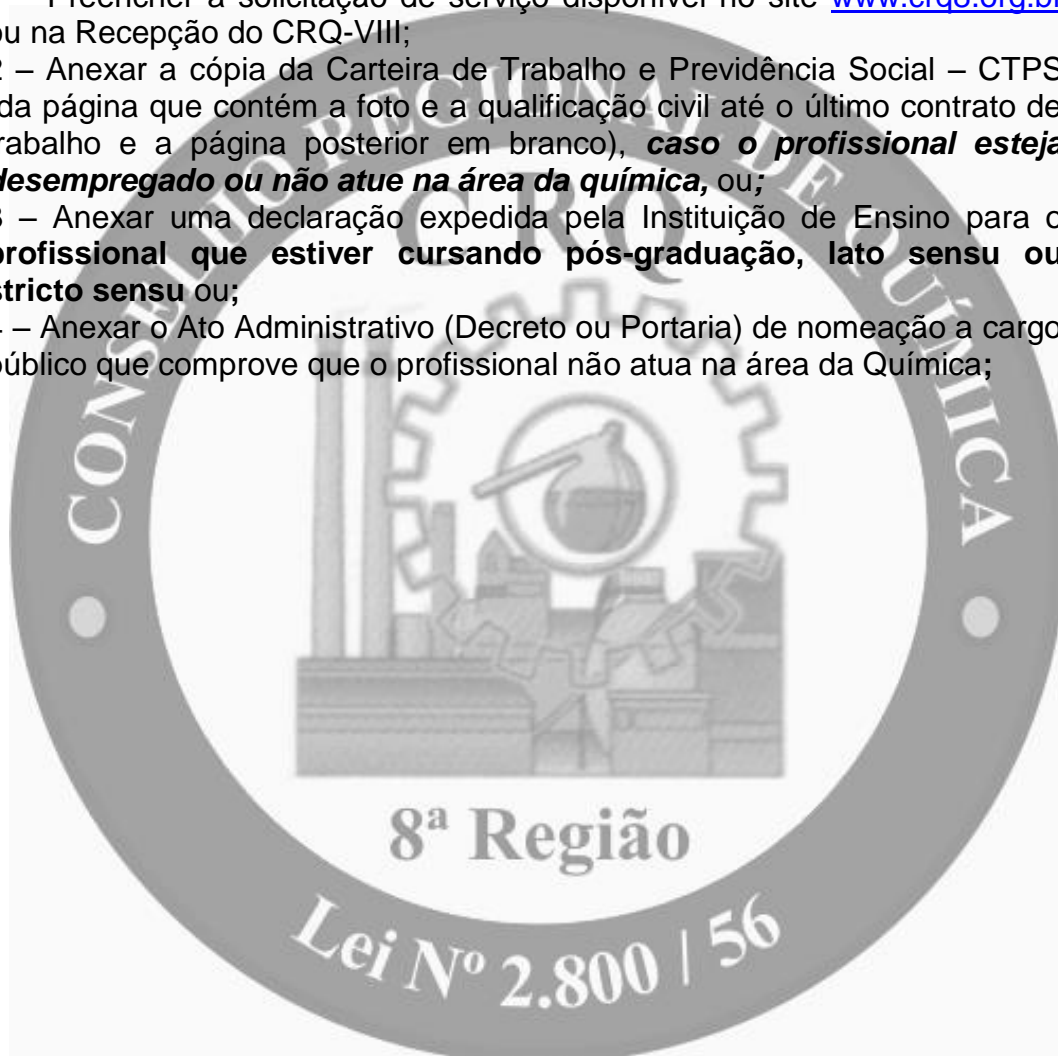 Preencher a solicitação de serviço disponível no site www.crq8.org.br
ou na Recepção do CRQ-VIII;
2 – Anexar a cópia da Carteira de Trabalho e Previdência Social – CTPS
da página que contém a foto e a qualificação civil até o último contrato de
trabalho e a página posterior em branco), caso o profissional esteja
desempregado ou não atue na área da química, ou;
3 – Anexar uma declaração expedida pela Instituição de Ensino para o
profissional que estiver cursando pós-graduação, lato sensu ou
stricto sensu ou;
4 – Anexar o Ato Administrativo (Decreto ou Portaria) de nomeação a cargo
público que comprove que o profissional não atua na área da Química;
CONSELHO REGIONAL DE QUÍMICA
CRQ
8ª Região
Lei Nº 2.800 / 56